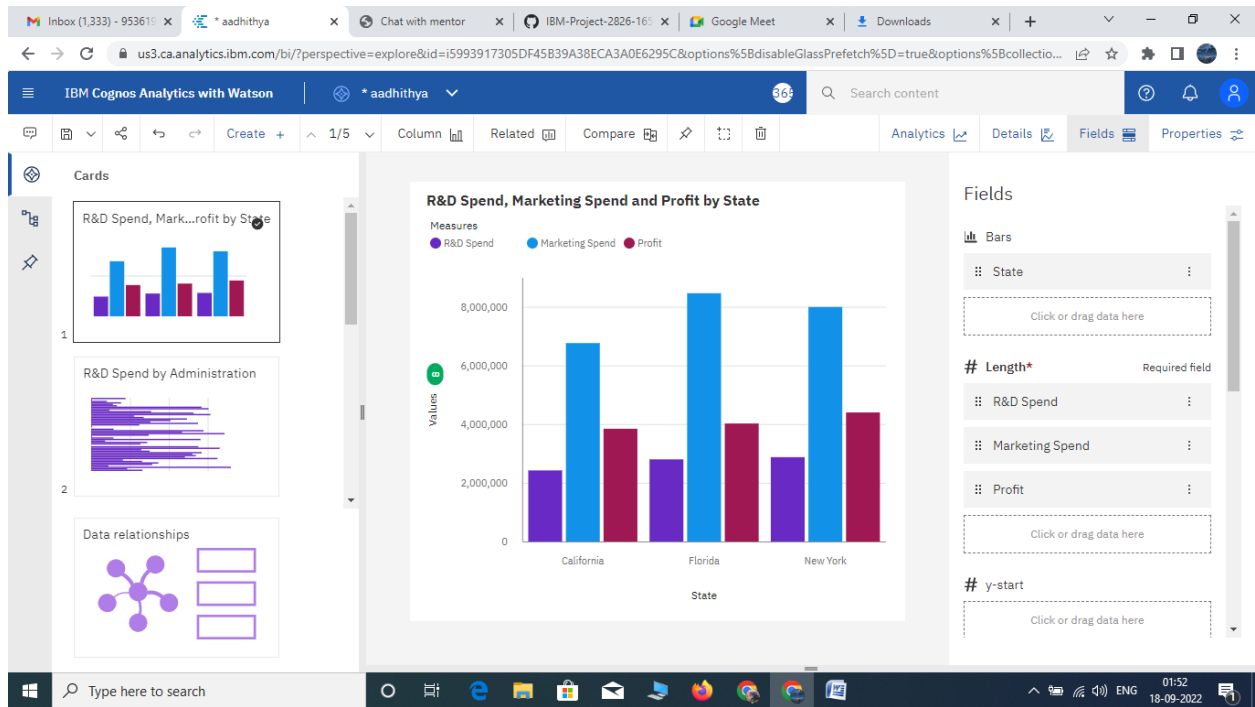 Inbox (1,333) - 953619
* aadhithya
Chat with mentor
IBM-Project-2826-165
Google Meet
Downloads
us3.ca.analytics.ibm.com/bi/?perspective=explore&id=i5993917305DF45B39A38ECA3A0E6295C&options%5BdisableGlassPrefetch%5D=true&options%5Bcollectio...
IBM Cognos Analytics with Watson
* aadhithya
365
Search content
Create +
1/5
Column
Related
Compare
Analytics
Details
Fields
Properties
Cards
R&D Spend, Mark...rofit by State
1
R&D Spend by Administration
2
Data relationships
R&D Spend, Marketing Spend and Profit by State
Measures
R&D Spend Marketing Spend Profit
8,000,000
6,000,000
4,000,000
2,000,000
0
Values
California Florida New York
State
Fields
Bars
State
Click or drag data here
# Length* Required field
R&D Spend
Marketing Spend
Profit
Click or drag data here
# y-start
Click or drag data here
Type here to search
ENG
01:52
18-09-2022
1